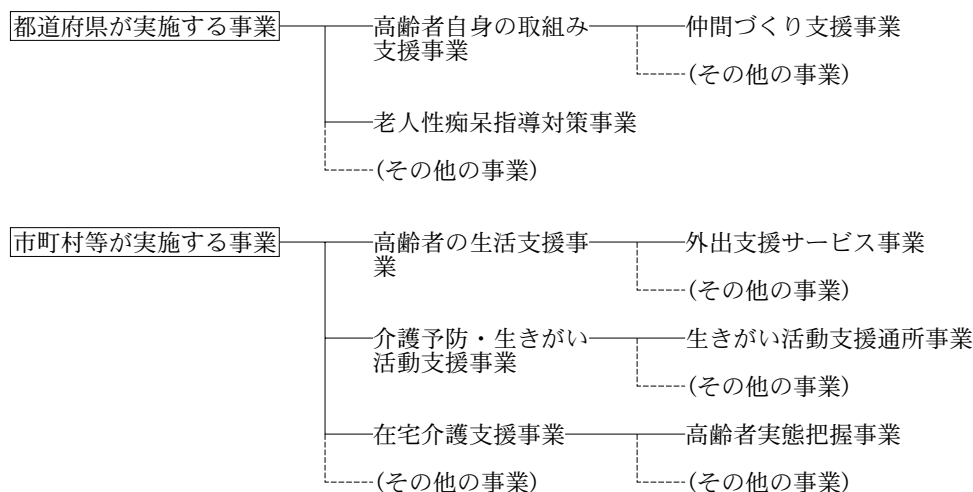 都道府県が実施する事業 高齢者自身の取組み 仲間づくり支援事業
支援事業
(その他の事業)
老人性痴呆指導対策事業
(その他の事業)
市町村等が実施する事業 高齢者の生活支援事 外出支援サービス事業
業
(その他の事業)
介護予防・生きがい 生きがい活動支援通所事業
活動支援事業
(その他の事業)
在宅介護支援事業 高齢者実態把握事業
(その他の事業) (その他の事業)